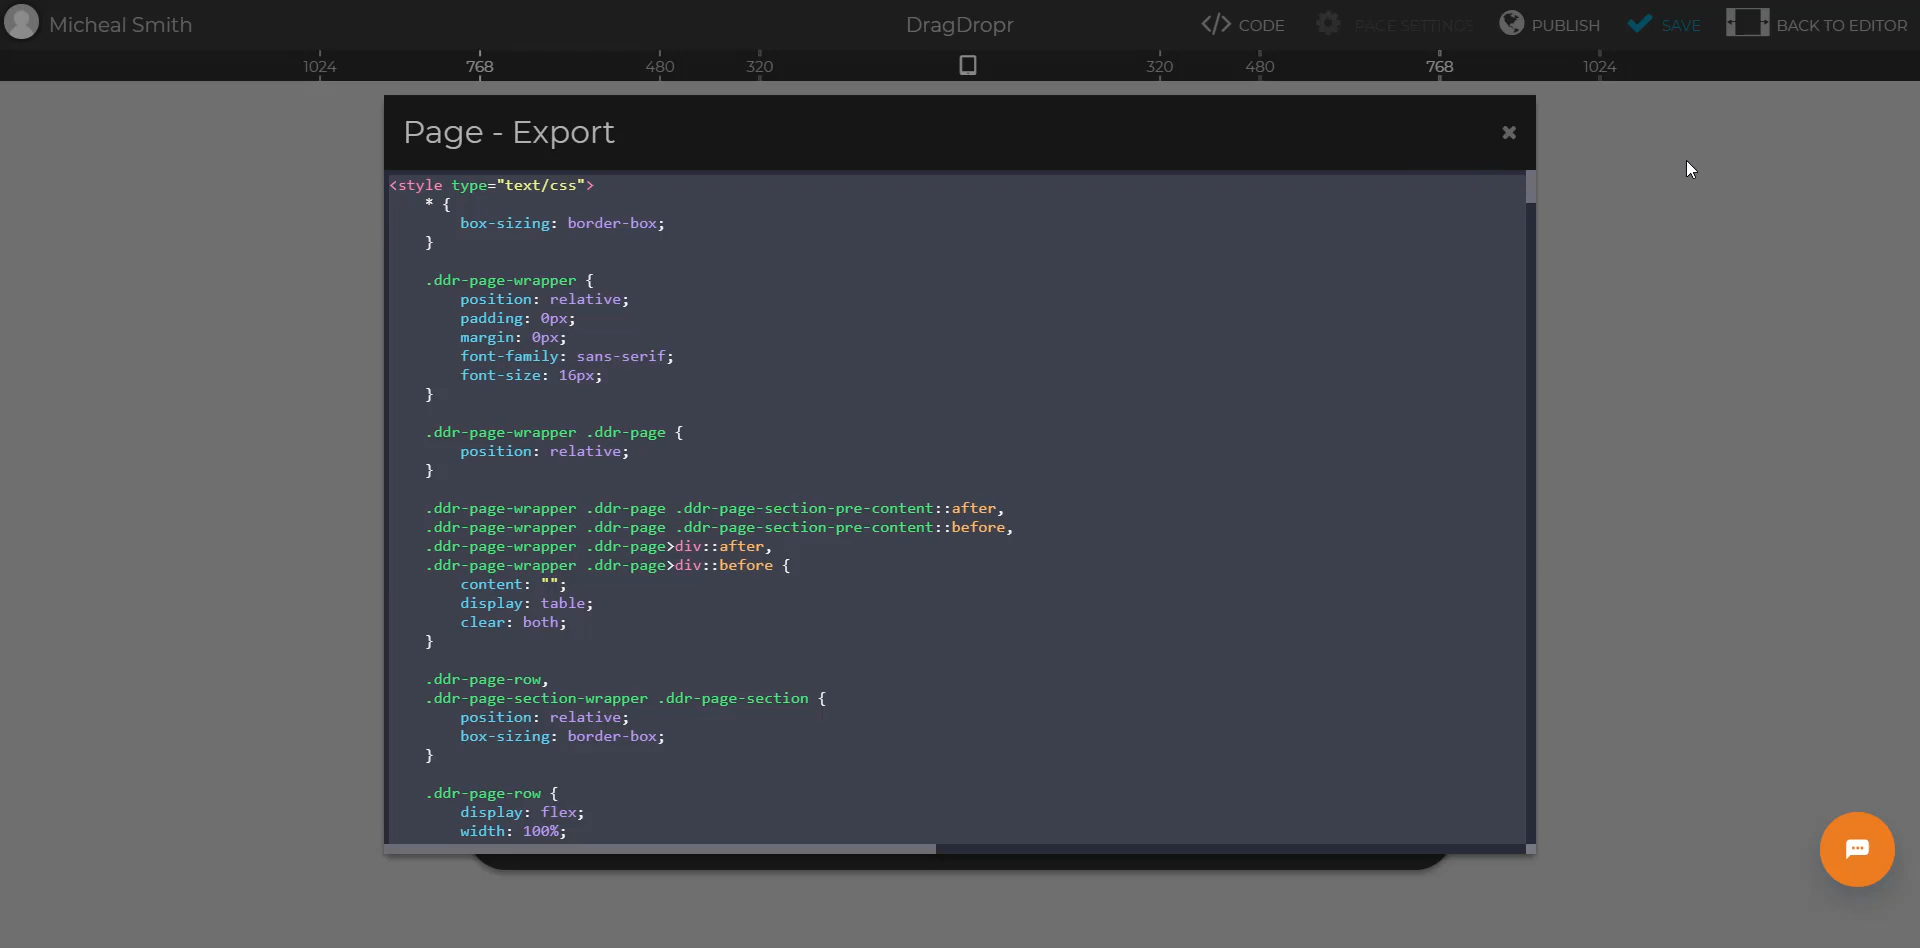 Micheal Smith
DragDropr
CODE
PAGE SETTINGS
PUBLISH
SAVE
BACK TO EDITOR
1024
768
480
320
320
480
768
1024
Page - Export
<style type="text/css">
    * {
        box-sizing: border-box;
    }
    .ddr-page-wrapper {
        position: relative;
        padding: 0px;
        margin: 0px;
        font-family: sans-serif;
        font-size: 16px;
    }
    .ddr-page-wrapper .ddr-page {
        position: relative;
    }
    .ddr-page-wrapper .ddr-page .ddr-page-section-pre-content::after,
    .ddr-page-wrapper .ddr-page .ddr-page-section-pre-content::before,
    .ddr-page-wrapper .ddr-page>div::after,
    .ddr-page-wrapper .ddr-page>div::before {
        content: "";
        display: table;
        clear: both;
    }
    .ddr-page-row,
    .ddr-page-section-wrapper .ddr-page-section {
        position: relative;
        box-sizing: border-box;
    }
    .ddr-page-row {
        display: flex;
        width: 100%;